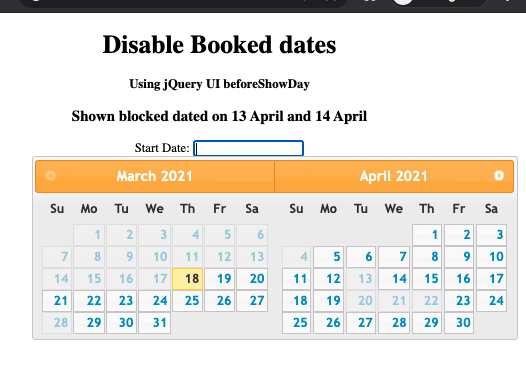 Disable Booked dates
Using jQuery UI beforeShowDay
Shown blocked dated on 13 April and 14 April
Start Date:
March 2021 April 2021
Su Mo Tu We Th Fr Sa Su Mo Tu We Th Fr Sa
1 2 3 4 5 6 1 2 3
7 8 9 10 11 12 13 4 5 6 7 8 9 10
14 15 16 17 18 19 20 11 12 13 14 15 16 17
21 22 23 24 25 26 27 18 19 20 21 22 23 24
28 29 30 31 25 26 27 28 29 30